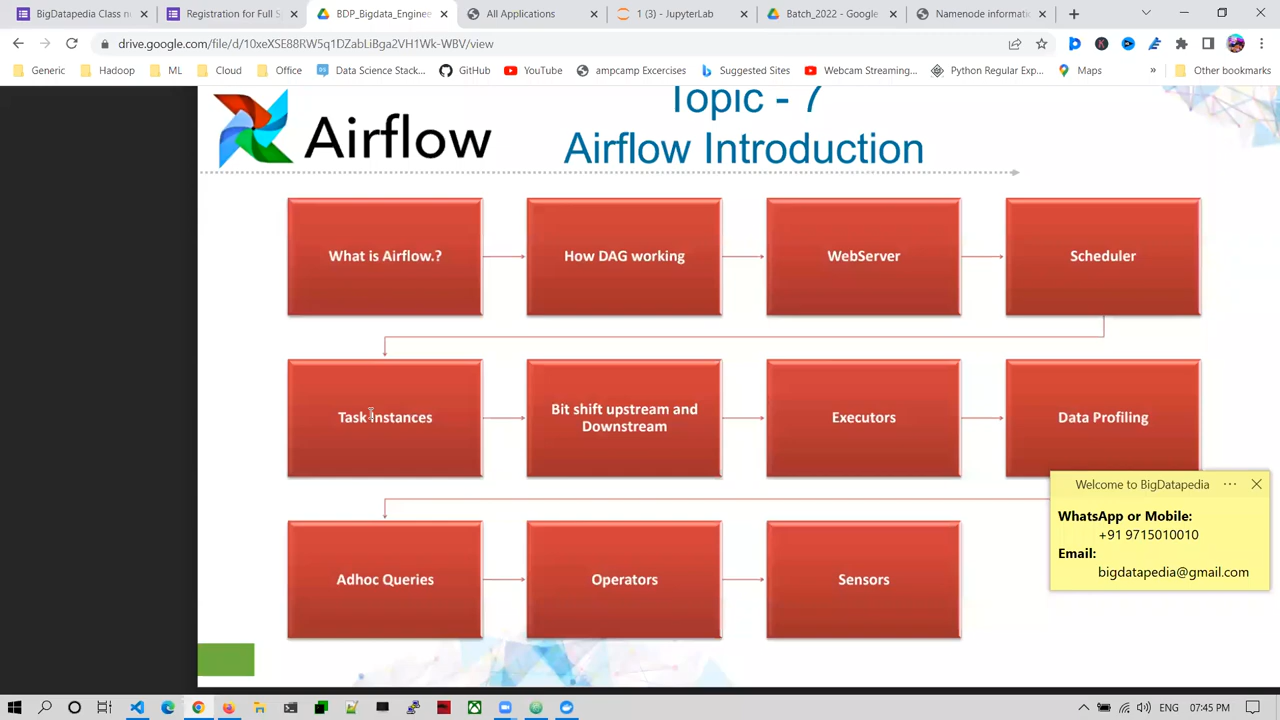 BigDatapedia Class n
Registration for Full S
BDP_Bigdata_Enginee
All Applications
1 (3) - JupyterLab
Batch_2022 - Google
Namenode informati
drive.google.com/file/d/10xeXSE88RW5q1DZabLiBga2VH1Wk-WPV/view
Generic
Hadoop
ML
Cloud
Office
Data Science Stack...
GitHub
YouTube
ampcamp Excercises
Suggested Sites
Webcam Streaming...
Python Regular Exp...
Maps
»
Other bookmarks
Airflow
Topic - 7
Airflow Introduction
What is Airflow.?
How DAG working
WebServer
Scheduler
Task Instances
Bit shift upstream and
Downstream
Executors
Data Profiling
Adhoc Queries
Operators
Sensors
Welcome to BigDatapedia
WhatsApp or Mobile:
+91 9715010010
Email:
bigdatapedia@gmail.com
ENG
07:45 PM